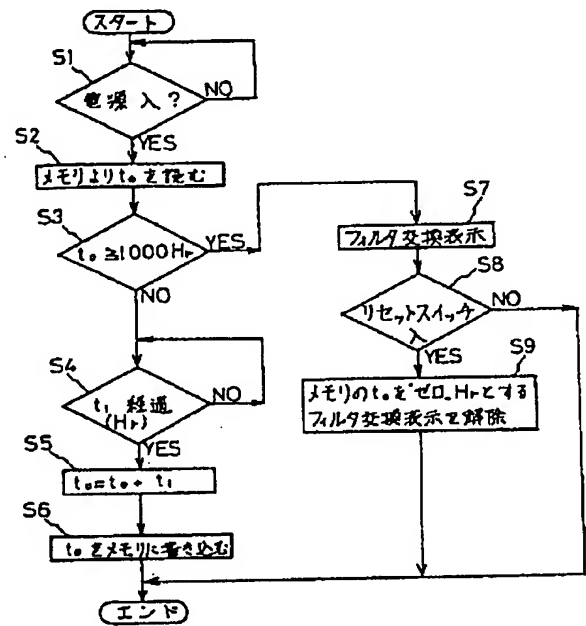 スタート
S1
電源入?
NO
YES
S2
メモリよりt₀を読む
S3
t₀≧1000Hr
YES
NO
S4
t₁ 経過
(Hr)
NO
YES
S5
t₀=t₀+t₁
S6
t₀をメモリに書き込む
エンド
S7
フィルタ交換表示
S8
リセットスイッチ
入
NO
YES
S9
メモリのt₀をゼロHrとする
フィルタ交換表示を解除